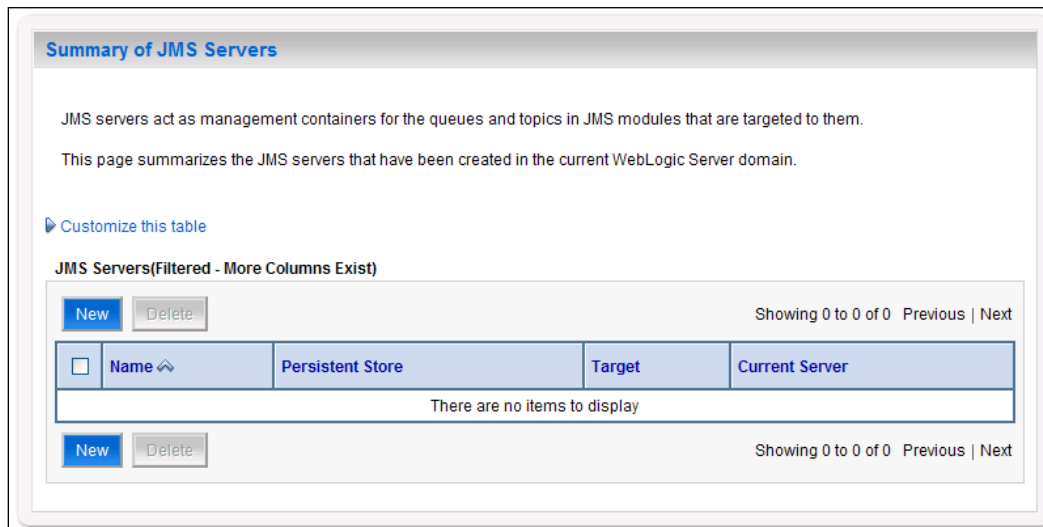 Summary of JMS Servers
JMS servers act as management containers for the queues and topics in JMS modules that are targeted to them.
This page summarizes the JMS servers that have been created in the current WebLogic Server domain.
Customize this table
JMS Servers(Filtered - More Columns Exist)
New Delete Showing 0 to 0 of 0 Previous | Next
Name Persistent Store Target Current Server
There are no items to display
New Delete Showing 0 to 0 of 0 Previous | Next